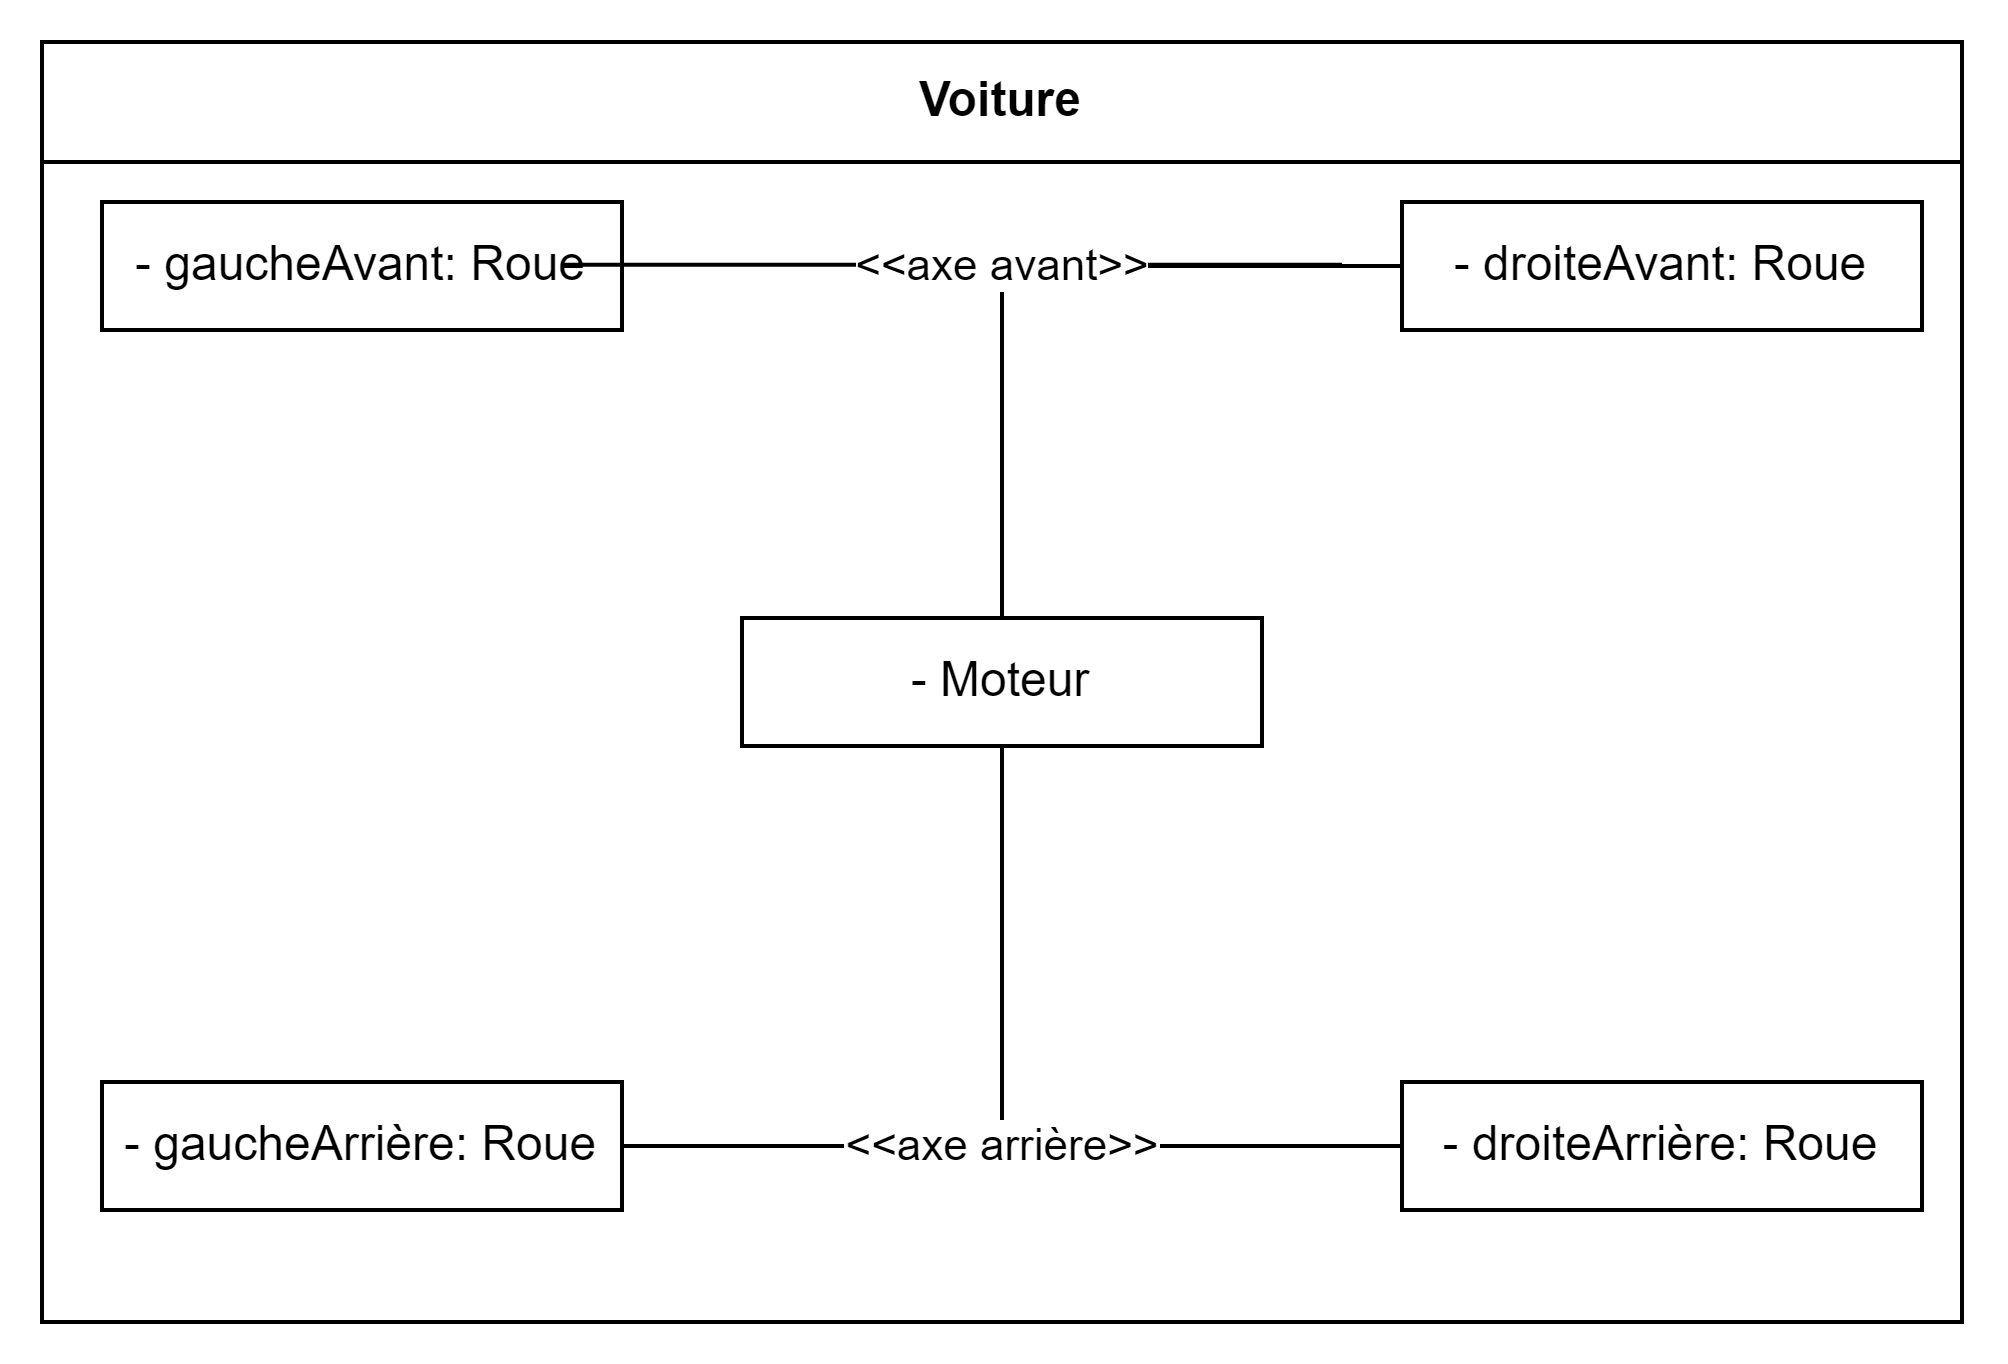 Voiture
- gaucheAvant: Roue
<<axe avant>>
- droiteAvant: Roue
- Moteur
- gaucheArrière: Roue
<<axe arrière>>
- droiteArrière: Roue